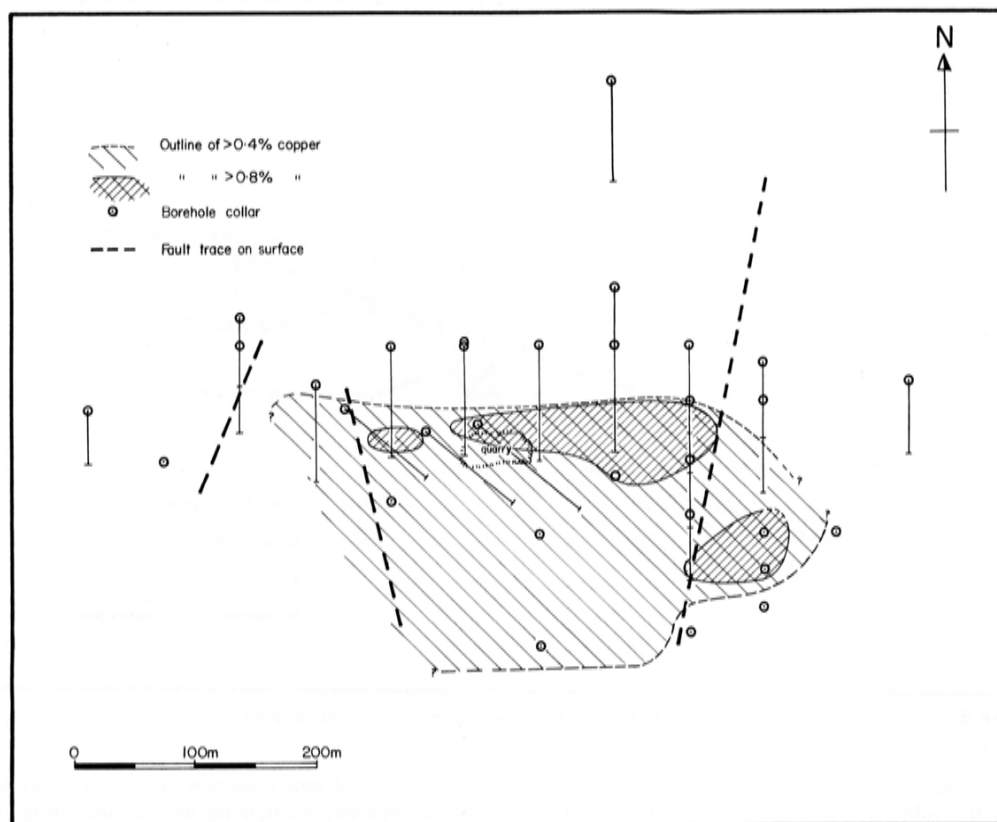 N
Outline of >0·4% copper
" " >0·8% "
Borehole collar
Fault trace on surface
?
?
quarry
?
?
0 100m 200m